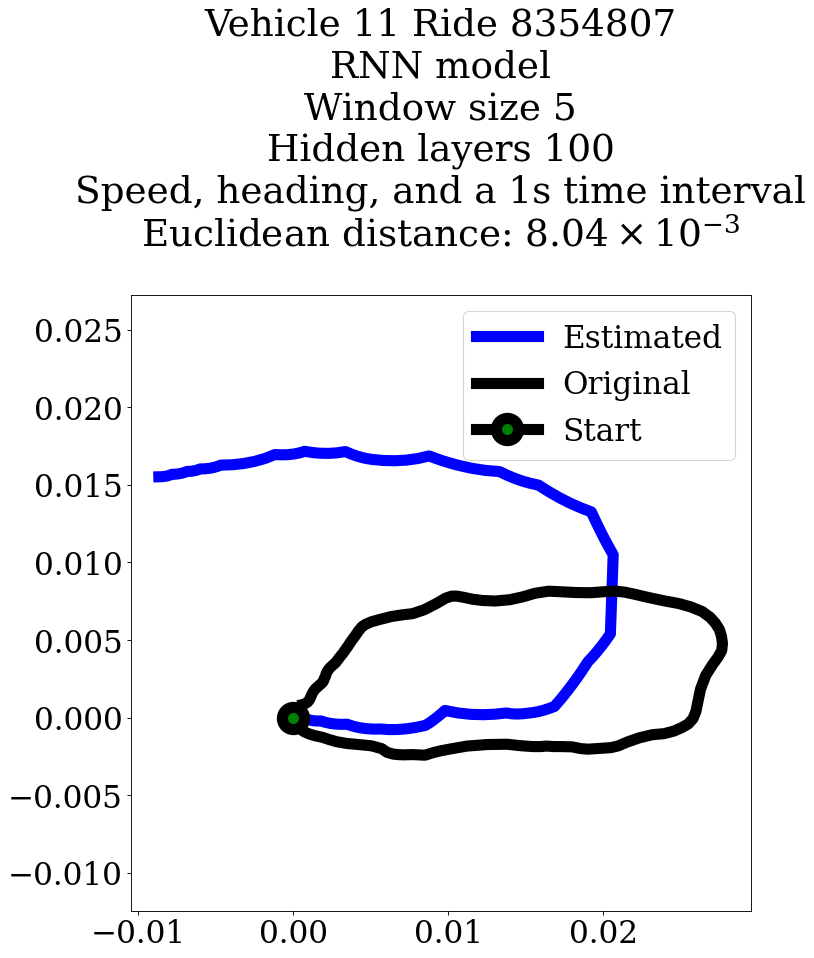 Vehicle 11 Ride 8354807
RNN model
Window size 5
Hidden layers 100
Speed, heading, and a 1s time interval
Euclidean distance: 8.04 × 10⁻³
Estimated
Original
Start
0.025
0.020
0.015
0.010
0.005
0.000
−0.005
−0.010
−0.01 0.00 0.01 0.02